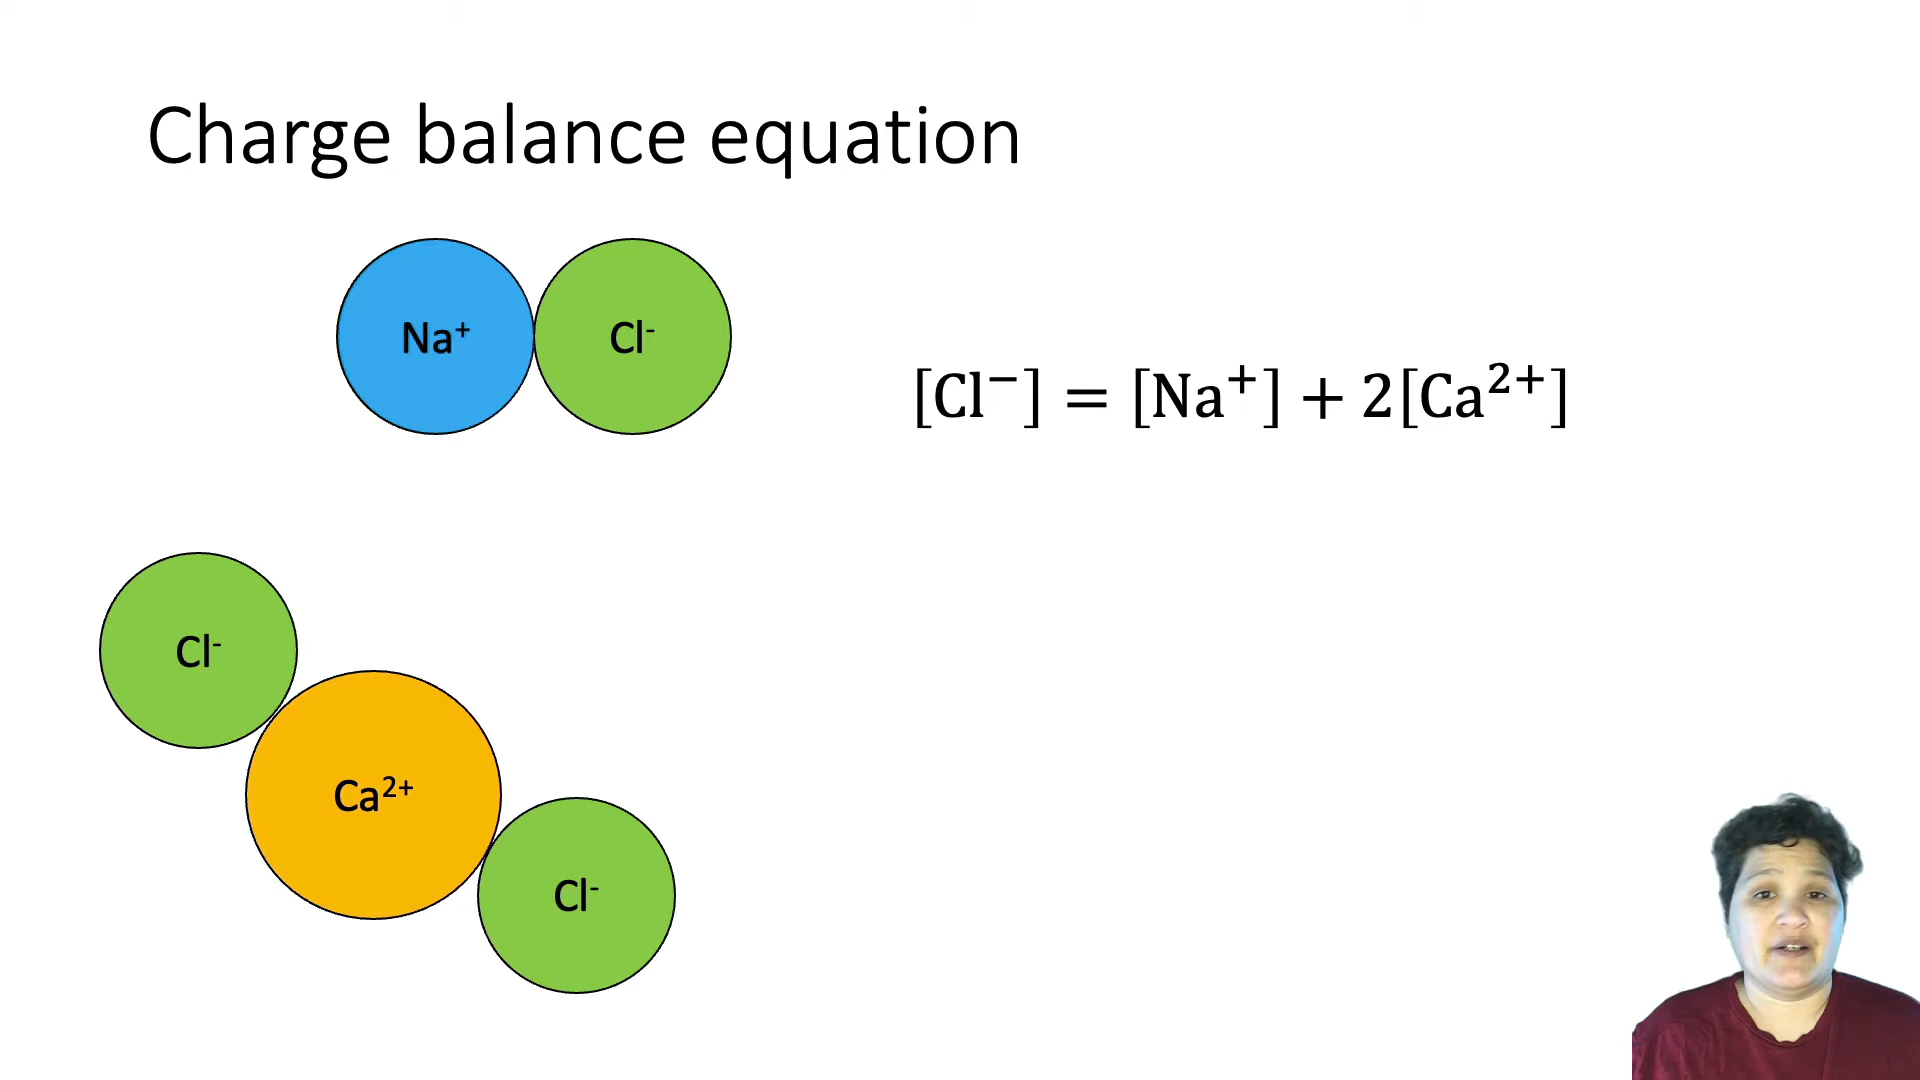 Charge balance equation
Na⁺
Cl⁻
[Cl⁻] = [Na⁺] + 2[Ca²⁺]
Cl⁻
Ca²⁺
Cl⁻